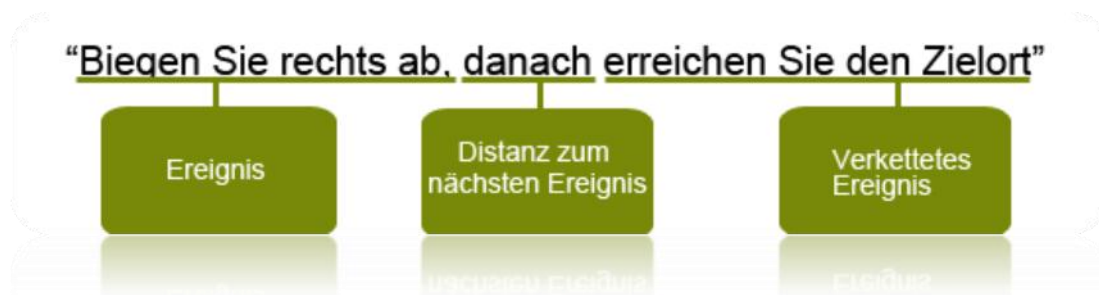 “Biegen Sie rechts ab, danach erreichen Sie den Zielort”
Ereignis
Distanz zum
nächsten Ereignis
Verkettetes
Ereignis